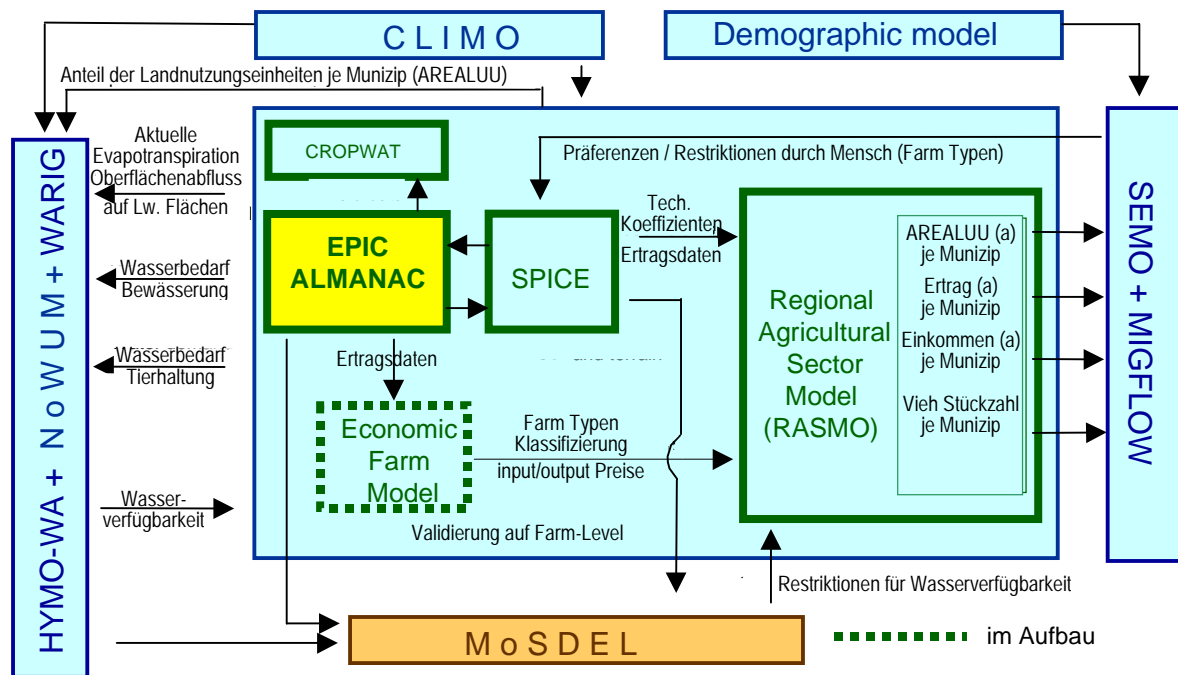 C L I M O
Demographic model
Anteil der Landnutzungseinheiten je Munizip (AREALUU)
HYMO-WA + N o W U M + WARIG
Aktuelle
Evapotranspiration
Oberflächenabfluss
auf Lw. Flächen
Wasserbedarf
Bewässerung
Wasserbedarf
Tierhaltung
Wasser-
verfügbarkeit
CROPWAT
EPIC
ALMANAC
SPICE
Präferenzen / Restriktionen durch Mensch (Farm Typen)
Tech.
Koeffizienten
Ertragsdaten
Ertragsdaten
Economic
Farm
Model
Farm Typen
Klassifizierung
input/output Preise
Validierung auf Farm-Level
Regional
Agricultural
Sector
Model
(RASMO)
AREALUU (a)
je Munizip
Ertrag (a)
je Munizip
Einkommen (a)
je Munizip
Vieh Stückzahl
je Munizip
SEMO + MIGFLOW
Restriktionen für Wasserverfügbarkeit
M o S D E L
im Aufbau